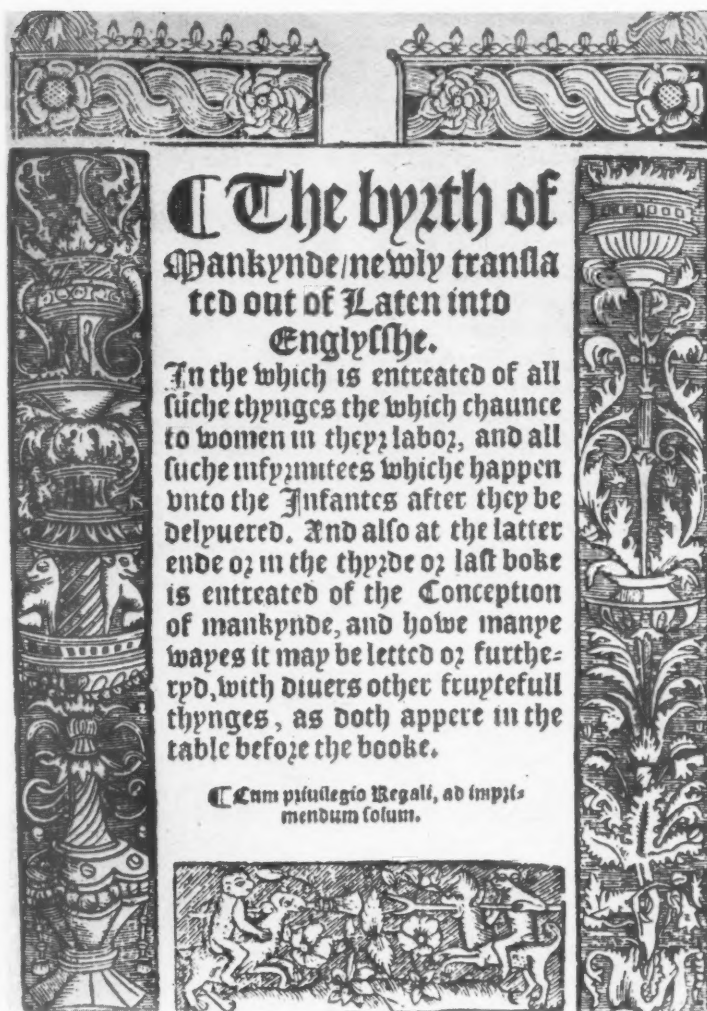 ¶ The byrth of
Mankynde/newly transla
ted out of Laten into
Englysshe.
In the which is entreated of all
suche thynges the which chaunce
to women in theyr labor, and all
suche infyrmitees whiche happen
vnto the Infantes after they be
delyuered. And also at the latter
ende or in the thyrde or last boke
is entreated of the Conception
of mankynde, and howe manye
wayes it may be letted or furthe=
ryd, with diuers other fruytefull
thynges, as doth appere in the
table before the booke.
¶ Cum priuilegio Regali, ad impri=
mendum solum.